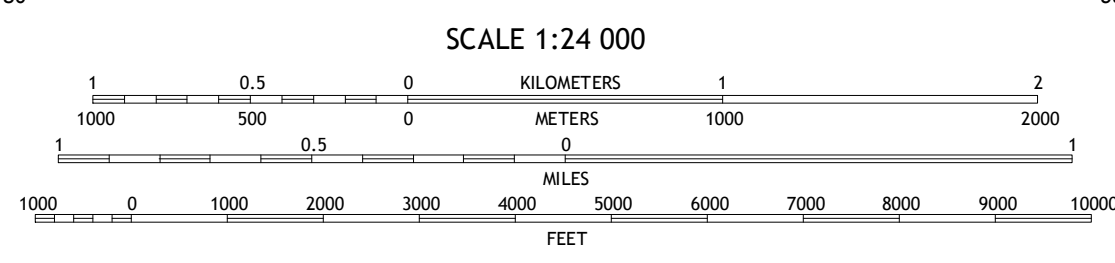 SCALE 1:24 000
1 0.5 0 KILOMETERS 1 2
1000 500 0 METERS 1000 2000
1 0.5 0 1
MILES
1000 0 1000 2000 3000 4000 5000 6000 7000 8000 9000 10000
FEET